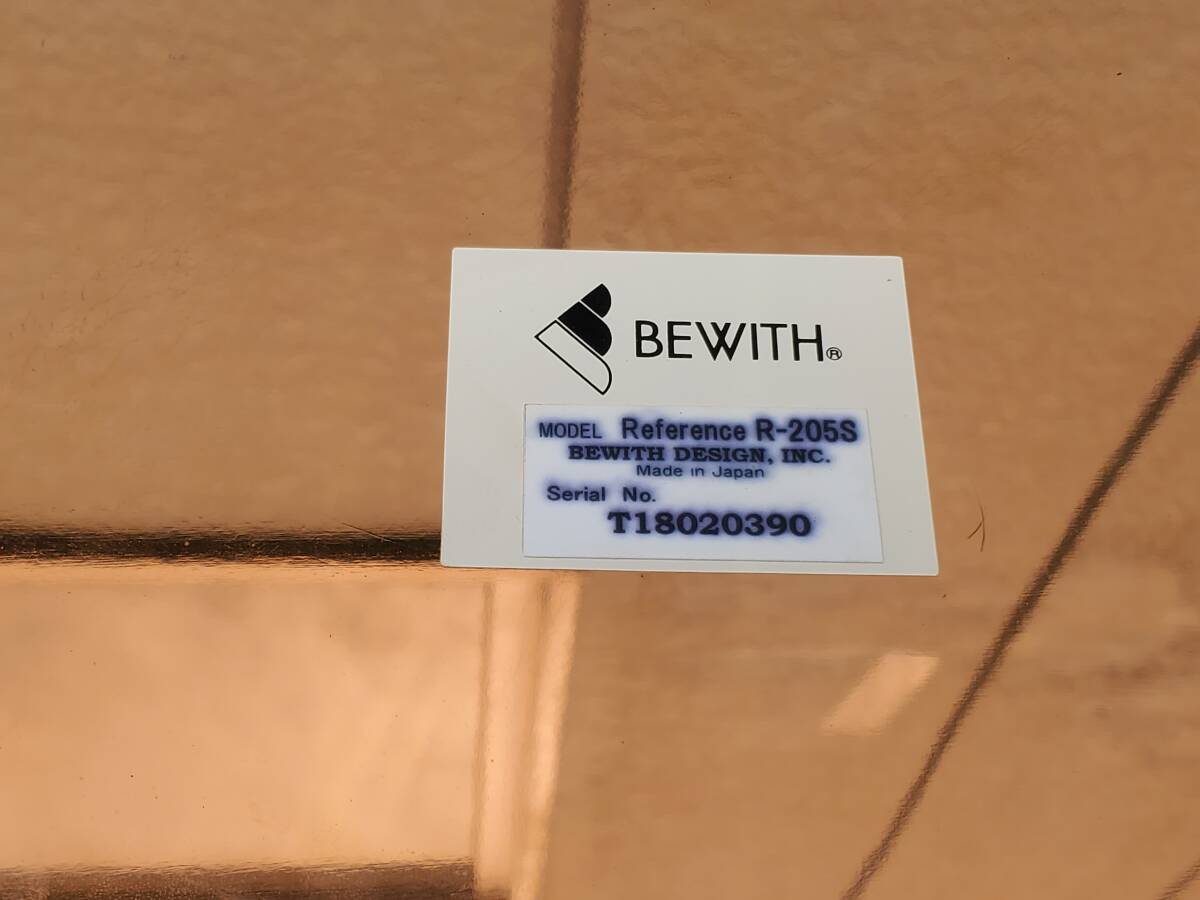 BEWITH®
MODEL Reference R-205S
BEWITH DESIGN, INC.
Made in Japan
Serial No.
T18020390